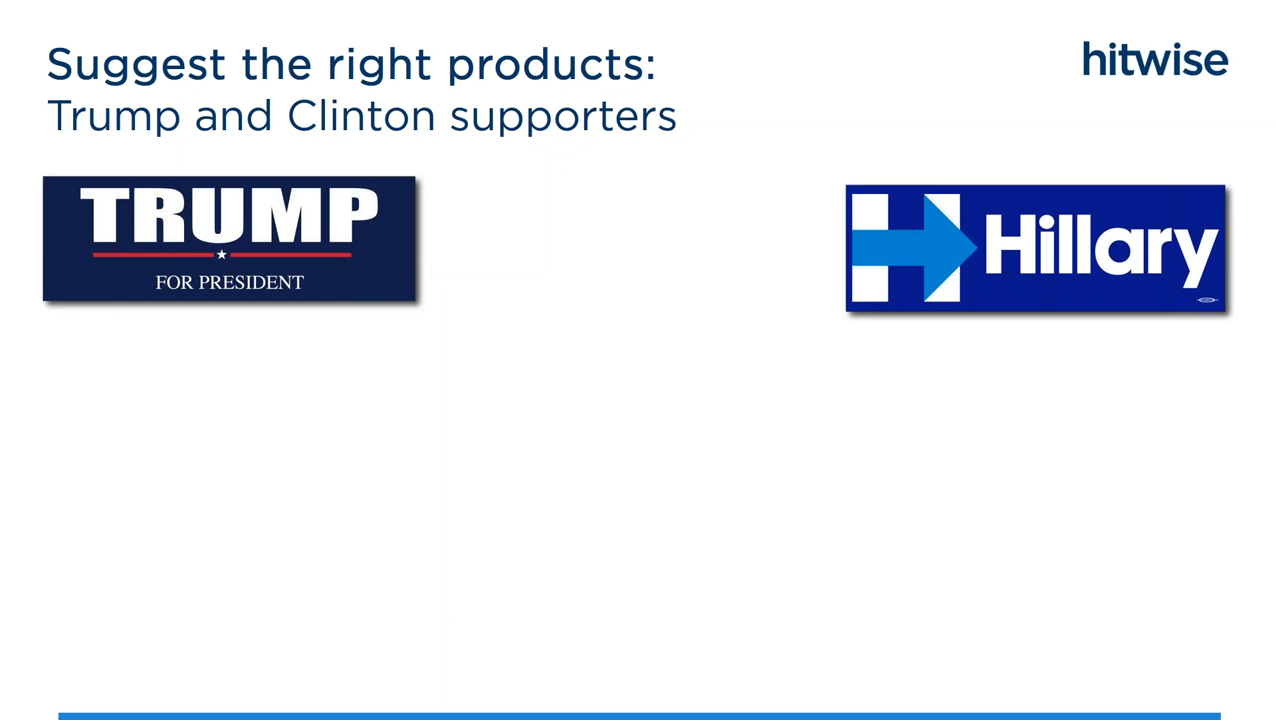 Suggest the right products:
Trump and Clinton supporters
hitwise
TRUMP
FOR PRESIDENT
H Hillary